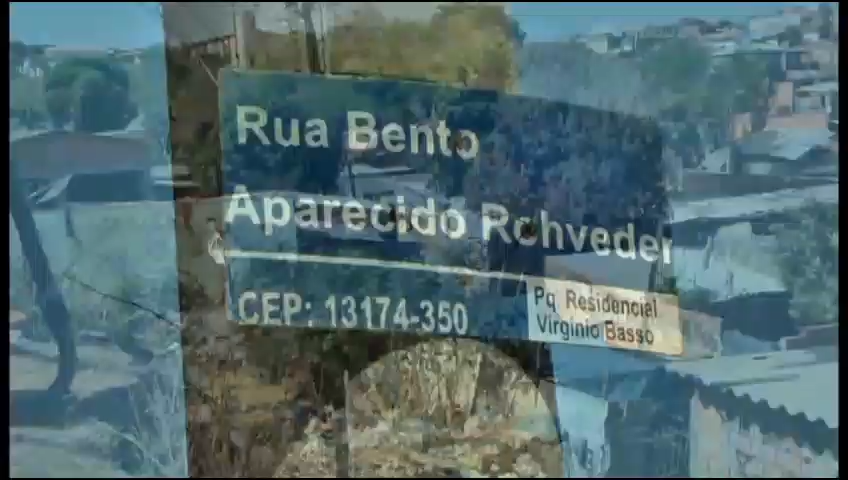 Rua Bento
Aparecido Rohveder
CEP: 13174-350
Pq Residencial
Virginio Basso